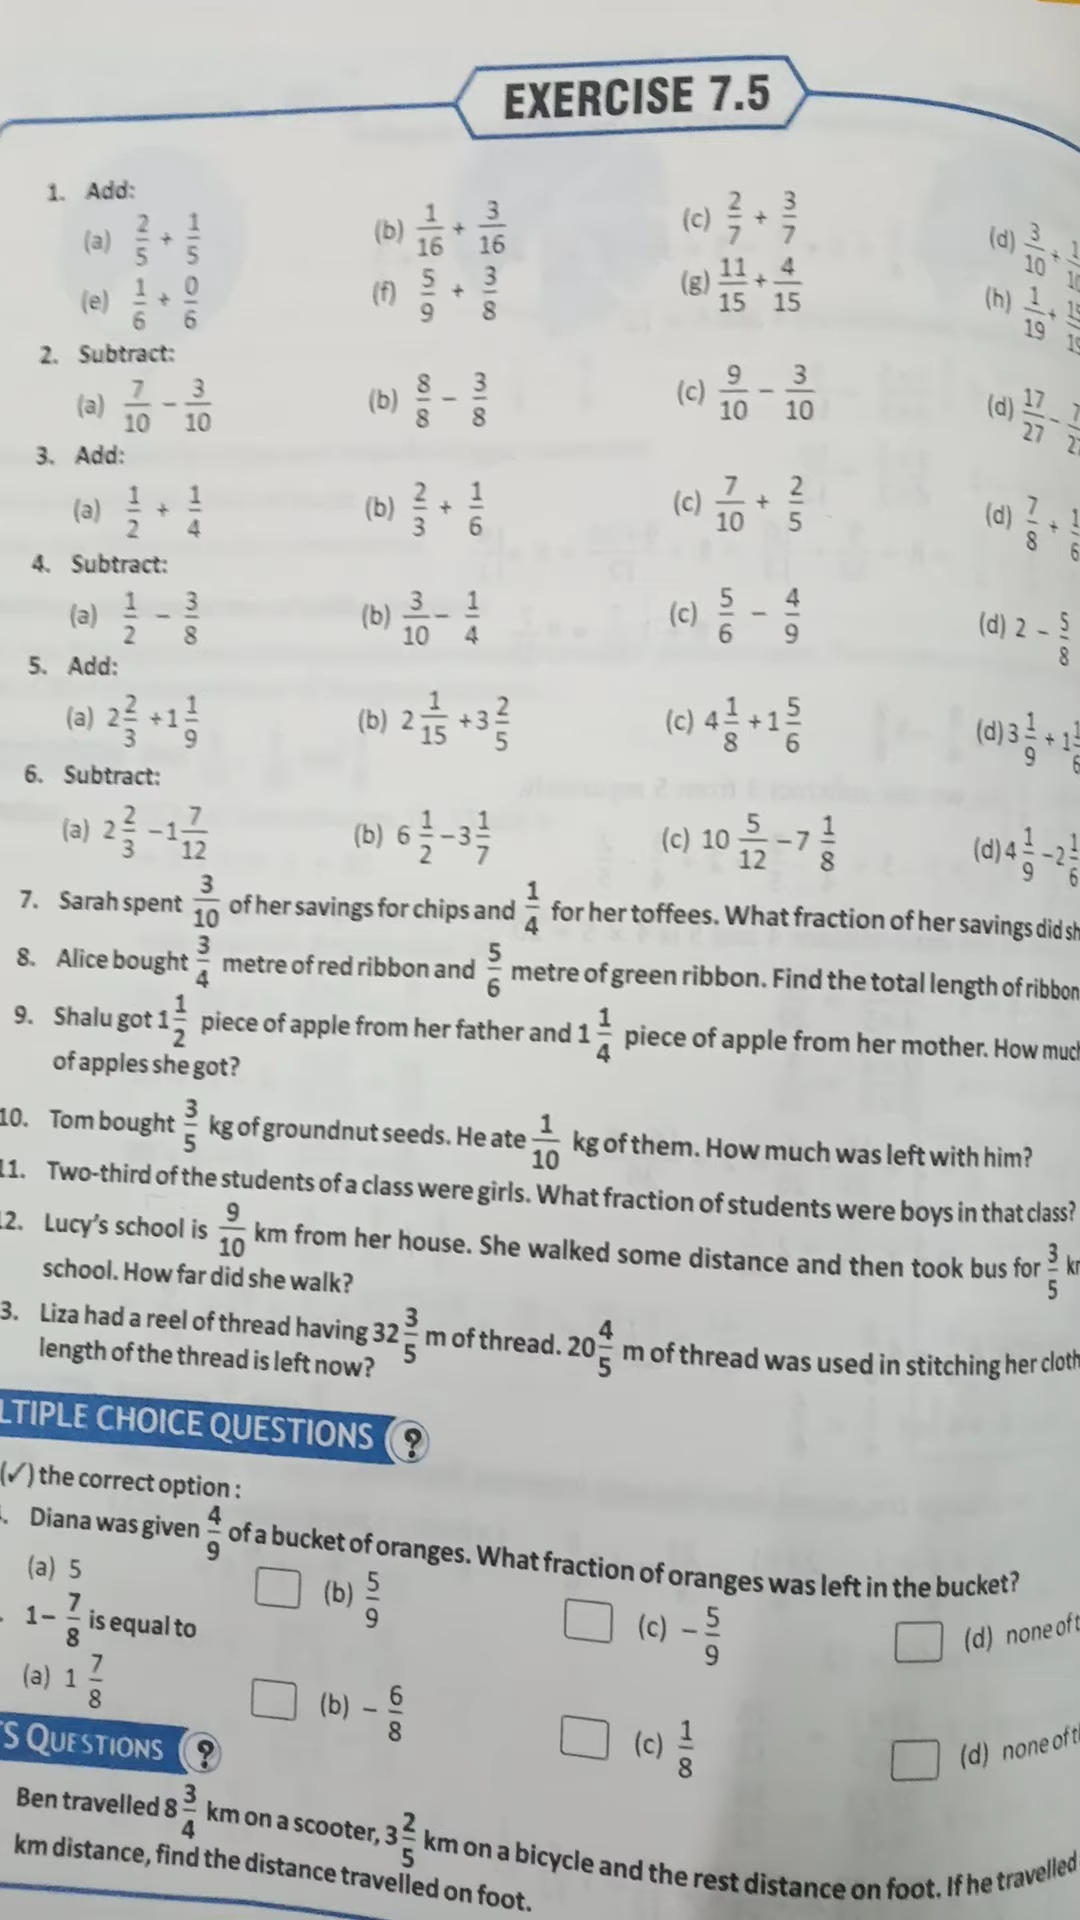 EXERCISE 7.5
1. Add:
(a) 2/5 + 1/5 (b) 1/16 + 3/16 (c) 2/7 + 3/7 (d) 3/10 +
(e) 1/6 + 0/6 (f) 5/9 + 3/8 (g) 11/15 + 4/15 (h) 1/19 +
2. Subtract:
(a) 7/10 − 3/10 (b) 8/8 − 3/8 (c) 9/10 − 3/10 (d) 17/27 −
3. Add:
(a) 1/2 + 1/4 (b) 2/3 + 1/6 (c) 7/10 + 2/5 (d) 7/8 + 1/6
4. Subtract:
(a) 1/2 − 3/8 (b) 3/10 − 1/4 (c) 5/6 − 4/9 (d) 2 − 5/8
5. Add:
(a) 2 2/3 + 1 1/9 (b) 2 1/15 + 3 2/5 (c) 4 1/8 + 1 5/6 (d) 3 1/9 + 1 1/6
6. Subtract:
(a) 2 2/3 − 1 7/12 (b) 6 1/2 − 3 1/7 (c) 10 5/12 − 7 1/8 (d) 4 1/9 − 2 1/6
7. Sarah spent 3/10 of her savings for chips and 1/4 for her toffees. What fraction of her savings did sh
8. Alice bought 3/4 metre of red ribbon and 5/6 metre of green ribbon. Find the total length of ribbon
9. Shalu got 1 1/2 piece of apple from her father and 1 1/4 piece of apple from her mother. How much
of apples she got?
10. Tom bought 3/5 kg of groundnut seeds. He ate 1/10 kg of them. How much was left with him?
11. Two-third of the students of a class were girls. What fraction of students were boys in that class?
2. Lucy's school is 9/10 km from her house. She walked some distance and then took bus for 3/5
school. How far did she walk?
3. Liza had a reel of thread having 32 3/5 m of thread. 20 4/5 m of thread was used in stitching her cloth
length of the thread is left now?
LTIPLE CHOICE QUESTIONS ?
(✓) the correct option :
. Diana was given 4/9 of a bucket of oranges. What fraction of oranges was left in the bucket?
(a) 5 (b) 5/9 (c) − 5/9 (d) none of t
. 1 − 7/8 is equal to
(a) 1 7/8 (b) − 6/8 (c) 1/8 (d) none of t
S QUESTIONS ?
Ben travelled 8 3/4 km on a scooter, 3 2/5 km on a bicycle and the rest distance on foot. If he travelled
km distance, find the distance travelled on foot.